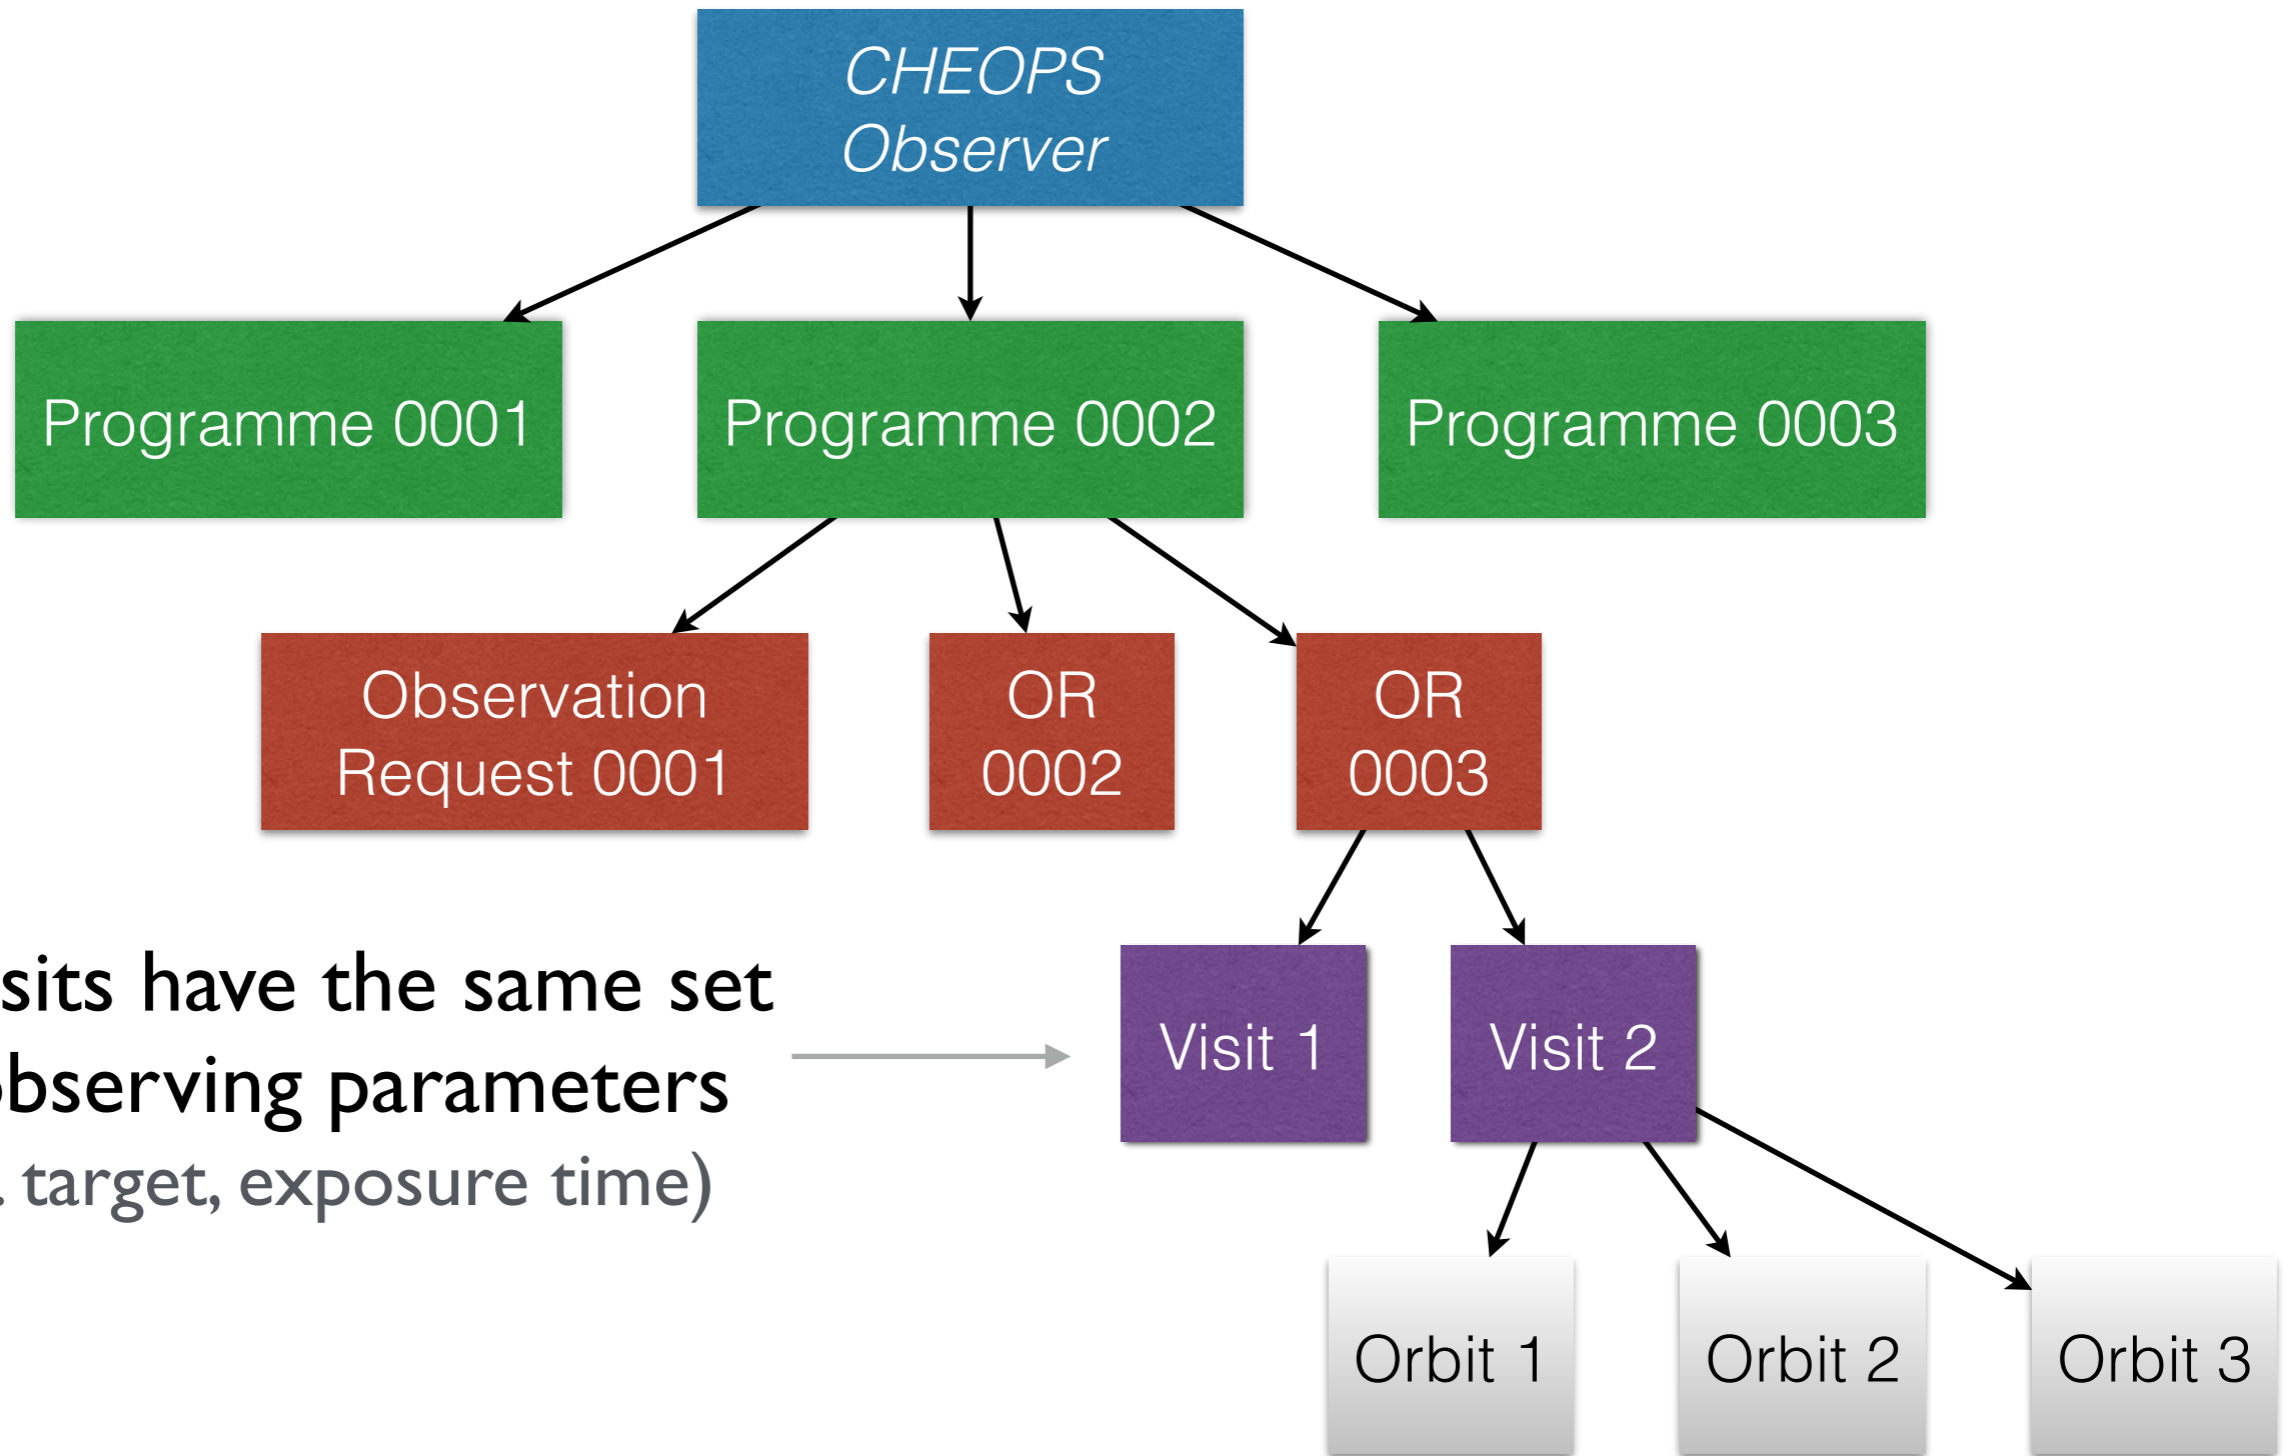 CHEOPS
Observer
Programme 0001
Programme 0002
Programme 0003
Observation
Request 0001
OR
0002
OR
0003
sits have the same set
observing parameters
. target, exposure time)
Visit 1
Visit 2
Orbit 1
Orbit 2
Orbit 3